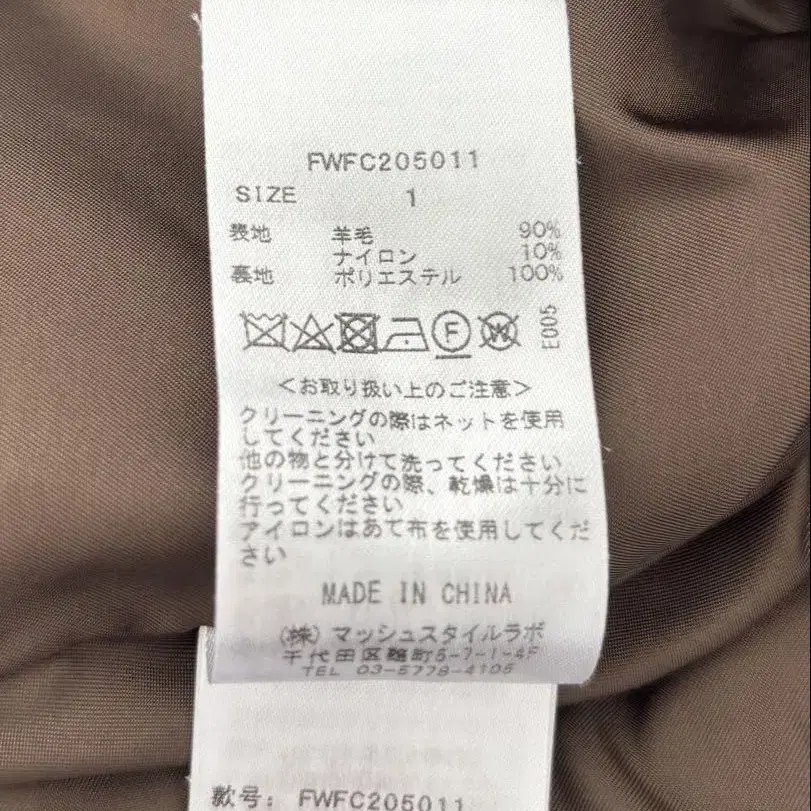 FWFC205011
SIZE 1
表地 羊毛 90%
ナイロン 10%
裏地 ポリエステル 100%
F W E005
<お取り扱い上のご注意>
クリーニングの際はネットを使用
してください
他の物と分けて洗ってください
クリーニングの際、乾燥は十分に
行ってください
アイロンはあて布を使用してくだ
さい
MADE IN CHINA
(株)マッシュスタイルラボ
千代田区麹町5-7-1-4F
TEL 03-5778-4105
款号: FWFC205011